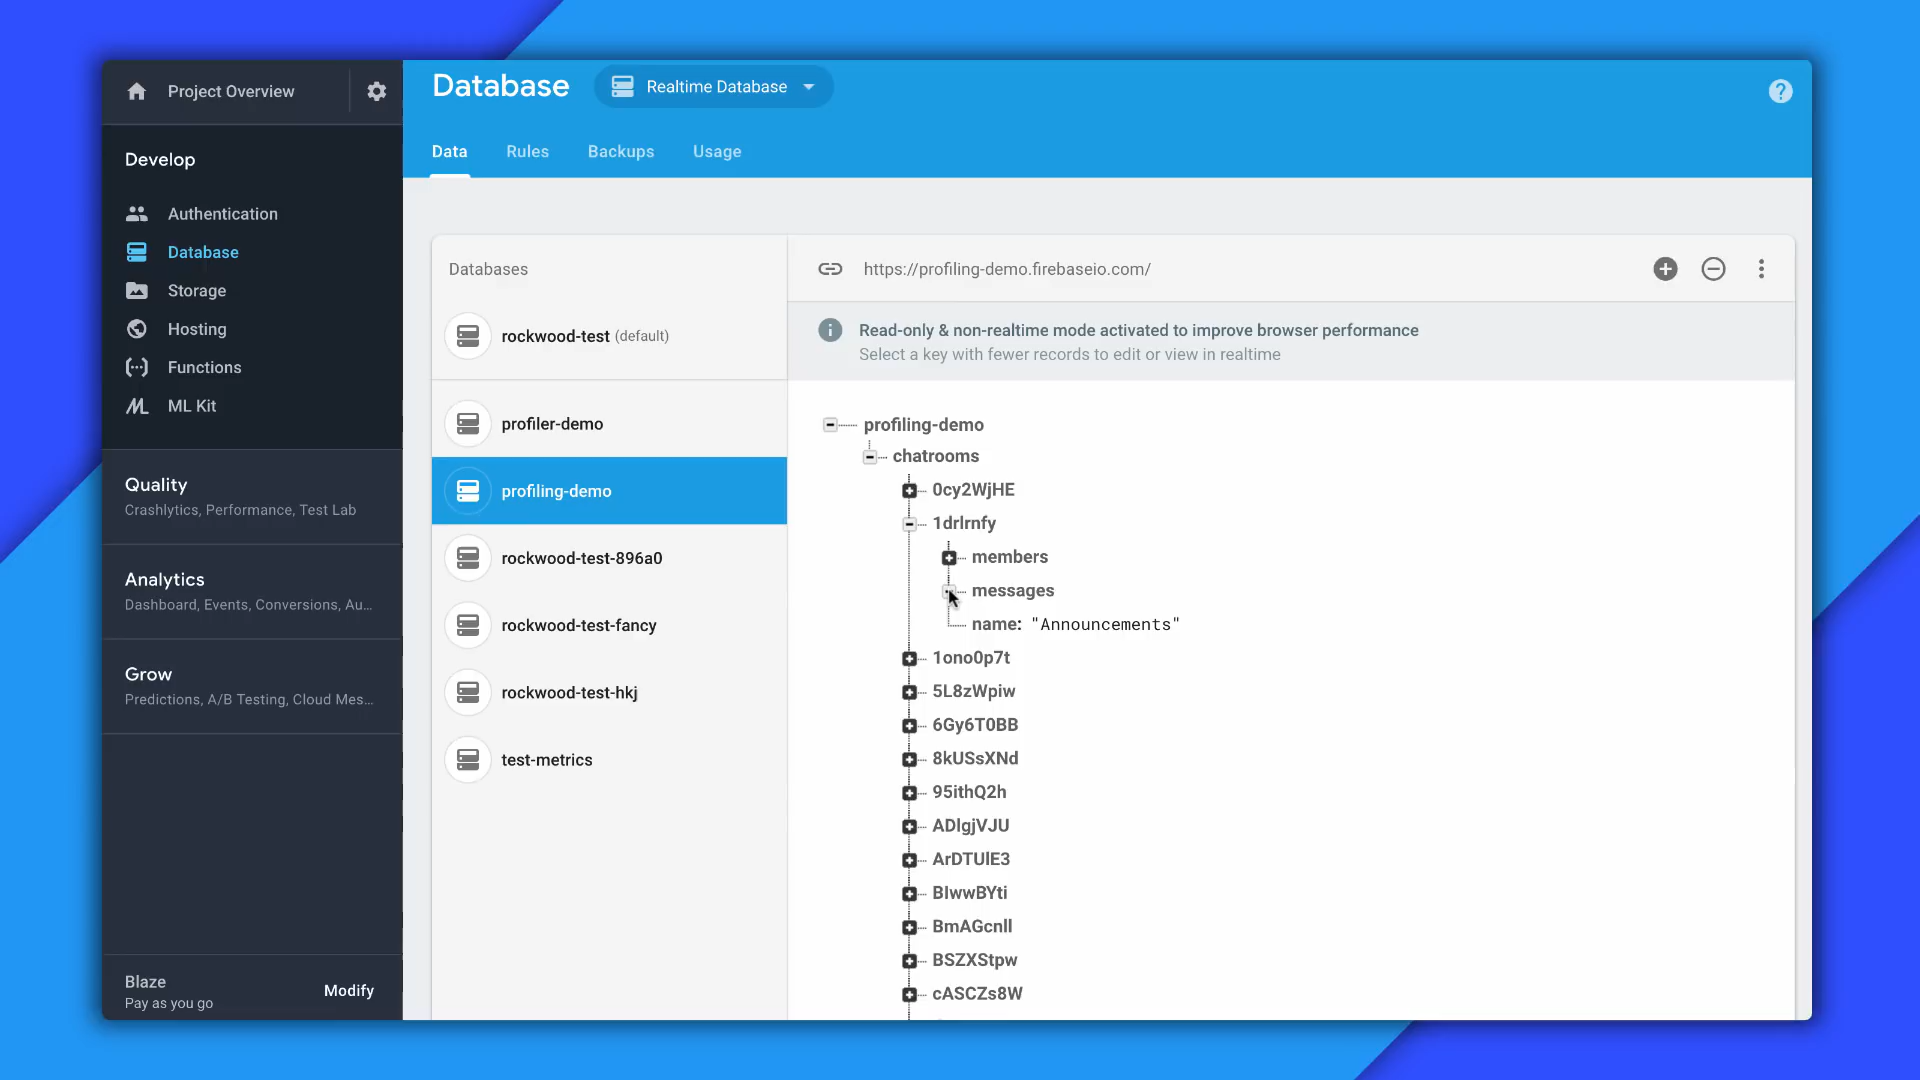 Project Overview
Develop
Authentication
Database
Storage
Hosting
Functions
ML Kit
Quality
Crashlytics, Performance, Test Lab
Analytics
Dashboard, Events, Conversions, Au...
Grow
Predictions, A/B Testing, Cloud Mes...
Blaze
Pay as you go
Modify
Database
Realtime Database
Data Rules Backups Usage
Databases
rockwood-test (default)
profiler-demo
profiling-demo
rockwood-test-896a0
rockwood-test-fancy
rockwood-test-hkj
test-metrics
https://profiling-demo.firebaseio.com/
Read-only & non-realtime mode activated to improve browser performance
Select a key with fewer records to edit or view in realtime
profiling-demo
chatrooms
0cy2WjHE
1drlrnfy
members
messages
name: "Announcements"
1ono0p7t
5L8zWpiw
6Gy6T0BB
8kUSsXNd
95ithQ2h
ADlgjVJU
ArDTUlE3
BIwwBYti
BmAGcnll
BSZXStpw
cASCZs8W